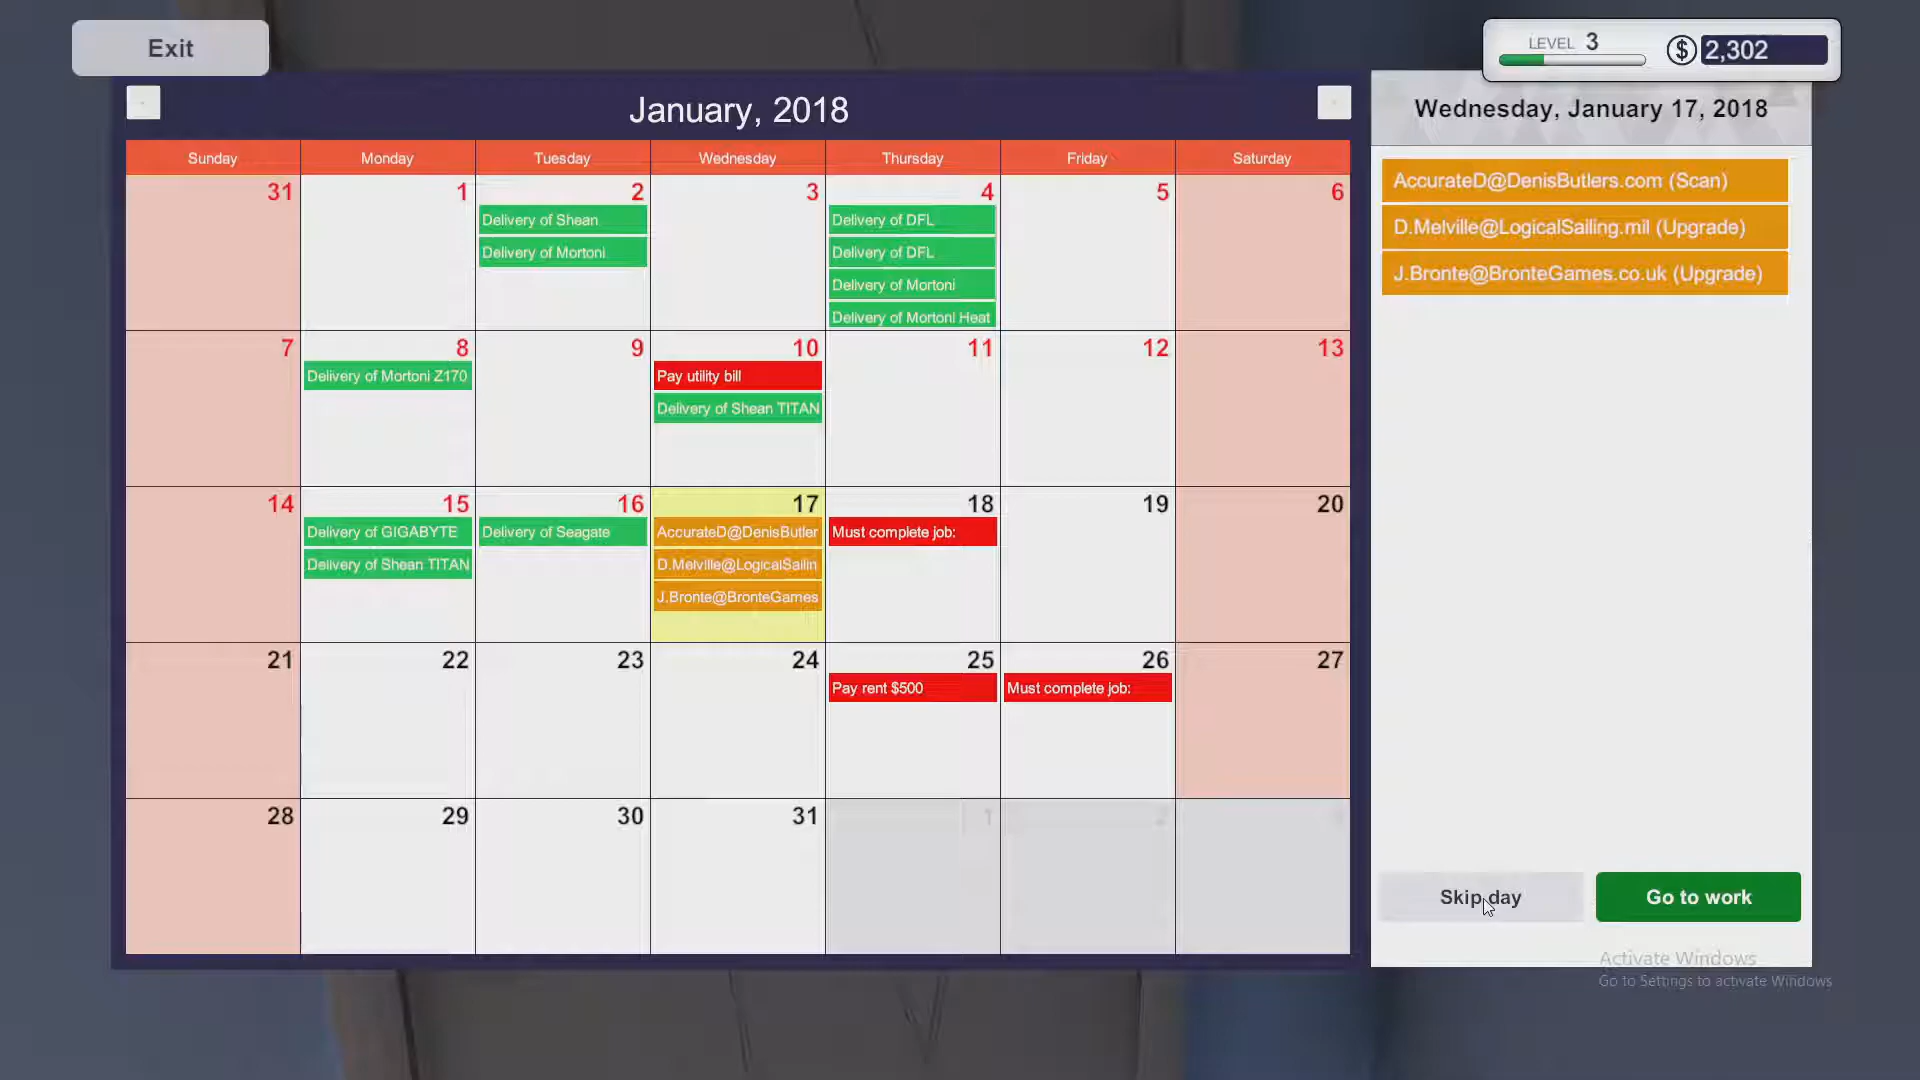 Exit
LEVEL 3
$ 2,302
January, 2018
Wednesday, January 17, 2018
Sunday Monday Tuesday Wednesday Thursday Friday Saturday
31 1 2 3 4 5 6
Delivery of Shean
Delivery of Mortoni
Delivery of DFL
Delivery of DFL
Delivery of Mortoni
Delivery of Mortoni Heat
7 8 9 10 11 12 13
Delivery of Mortoni Z170
Pay utility bill
Delivery of Shean TITAN
14 15 16 17 18 19 20
Delivery of GIGABYTE
Delivery of Shean TITAN
Delivery of Seagate
AccurateD@DenisButler
D.Melville@LogicalSailin
J.Bronte@BronteGames
Must complete job:
21 22 23 24 25 26 27
Pay rent $500
Must complete job:
28 29 30 31 1 2
AccurateD@DenisButlers.com (Scan)
D.Melville@LogicalSailing.mil (Upgrade)
J.Bronte@BronteGames.co.uk (Upgrade)
Skip day
Go to work
Activate Windows
Go to Settings to activate Windows